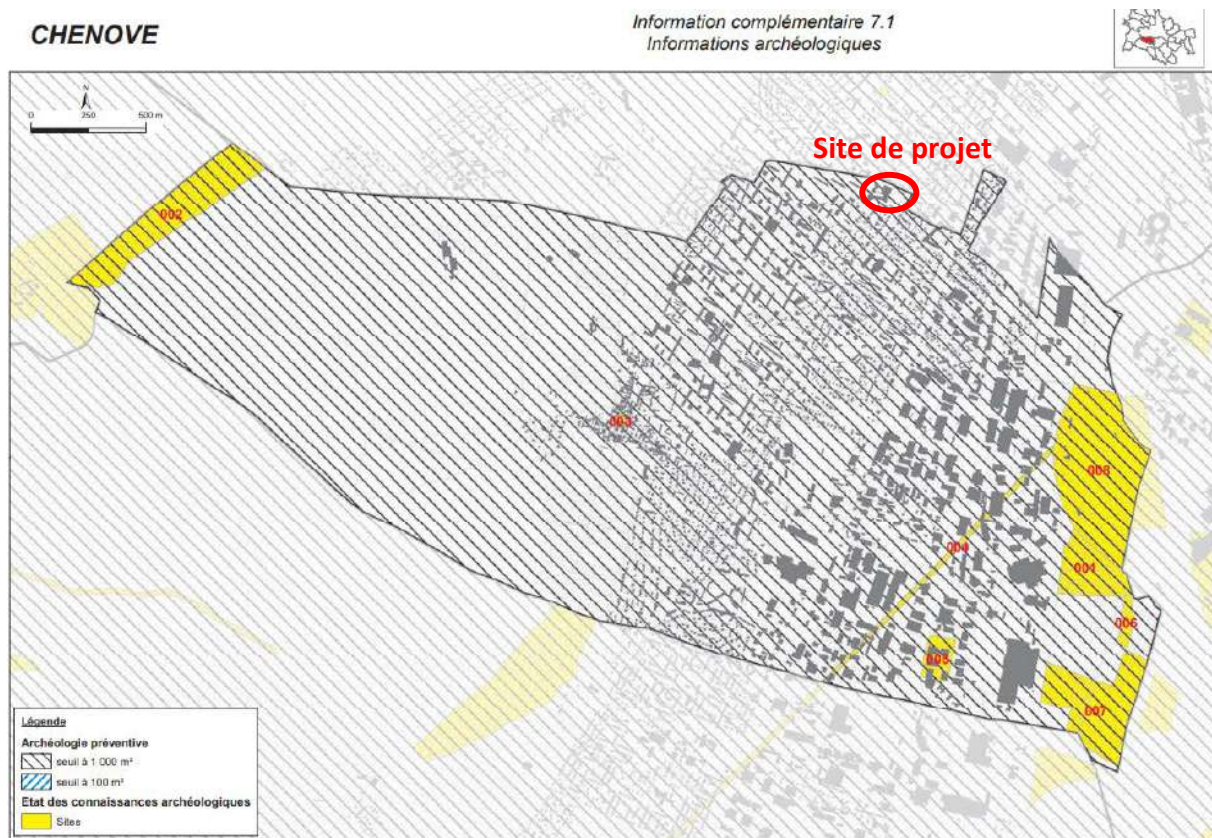 CHENOVE
Information complémentaire 7.1
Informations archéologiques
N
0 250 500 m
Site de projet
002
003
008
004
001
006
007
Légende
Archéologie préventive
seuil à 1 000 m²
seuil à 100 m²
Etat des connaissances archéologiques
Sites